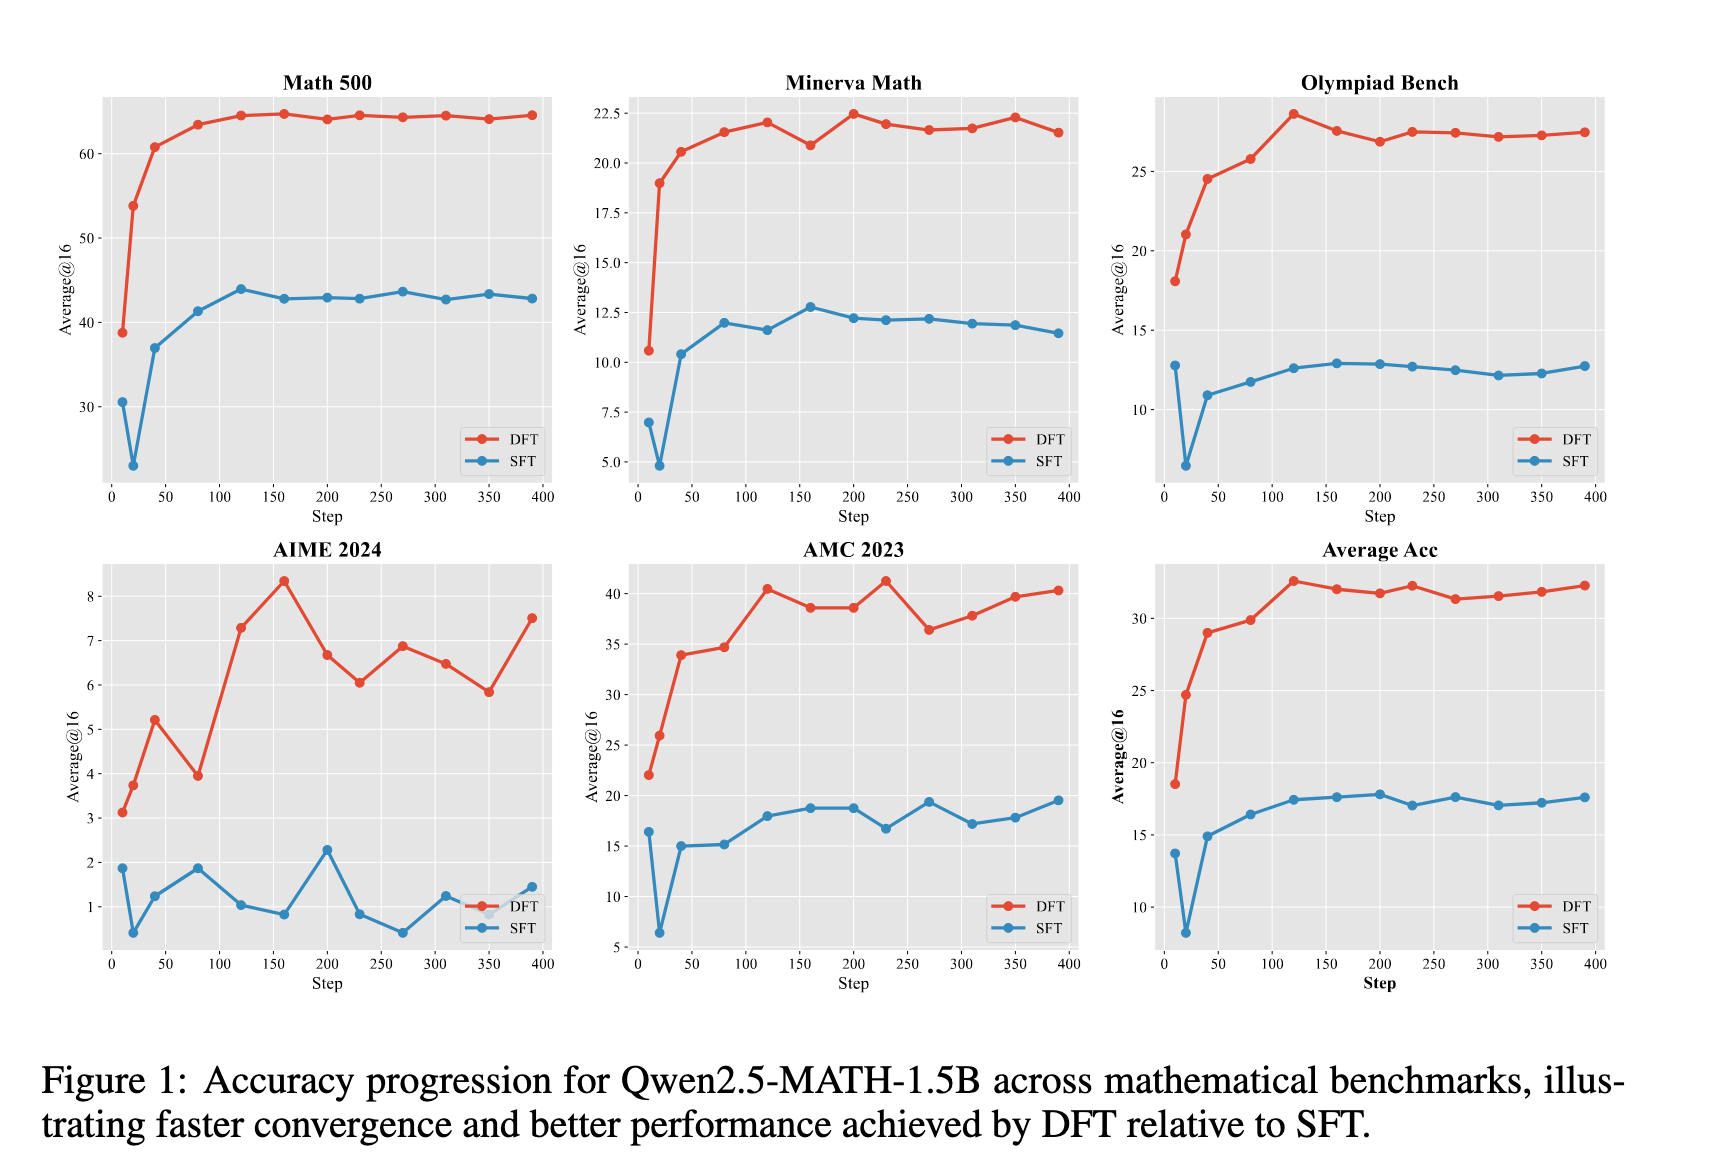 Math 500
Average@16
60
50
40
30
0 50 100 150 200 250 300 350 400
Step
DFT
SFT
Minerva Math
Average@16
22.5
20.0
17.5
15.0
12.5
10.0
7.5
5.0
0 50 100 150 200 250 300 350 400
Step
DFT
SFT
Olympiad Bench
Average@16
25
20
15
10
0 50 100 150 200 250 300 350 400
Step
DFT
SFT
AIME 2024
Average@16
8
7
6
5
4
3
2
1
0 50 100 150 200 250 300 350 400
Step
DFT
SFT
AMC 2023
Average@16
40
35
30
25
20
15
10
5
0 50 100 150 200 250 300 350 400
Step
DFT
SFT
Average Acc
Average@16
30
25
20
15
10
0 50 100 150 200 250 300 350 400
Step
DFT
SFT
Figure 1: Accuracy progression for Qwen2.5-MATH-1.5B across mathematical benchmarks, illus-
trating faster convergence and better performance achieved by DFT relative to SFT.